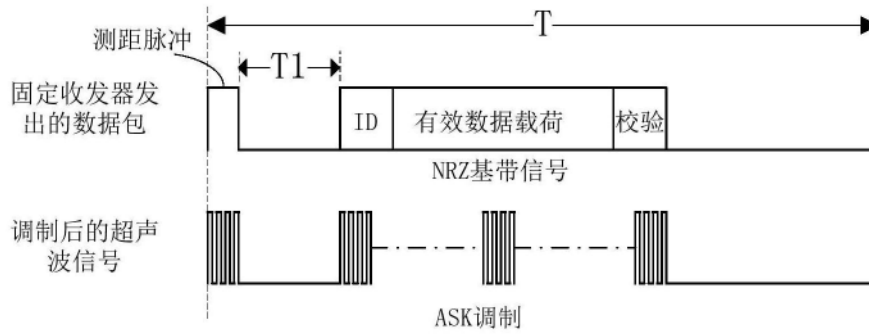 T
测距脉冲
T1
固定收发器发
出的数据包
ID
有效数据载荷
校验
NRZ基带信号
调制后的超声
波信号
ASK调制